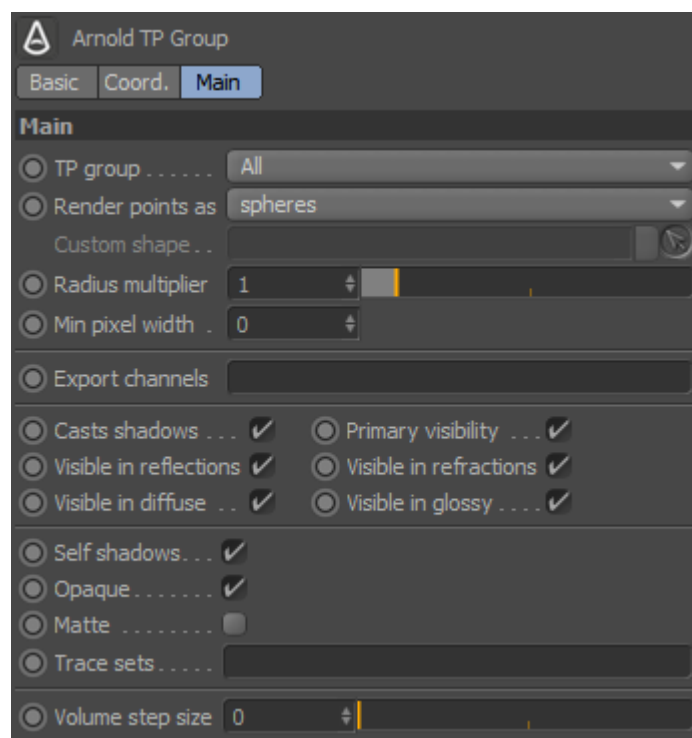 Arnold TP Group
Basic Coord. Main
Main
TP group . . . . . . All
Render points as spheres
Custom shape . .
Radius multiplier 1
Min pixel width . 0
Export channels
Casts shadows . . . Primary visibility . . .
Visible in reflections Visible in refractions
Visible in diffuse . . Visible in glossy . . . .
Self shadows. . .
Opaque. . . . . . .
Matte . . . . . . . .
Trace sets. . . . .
Volume step size 0